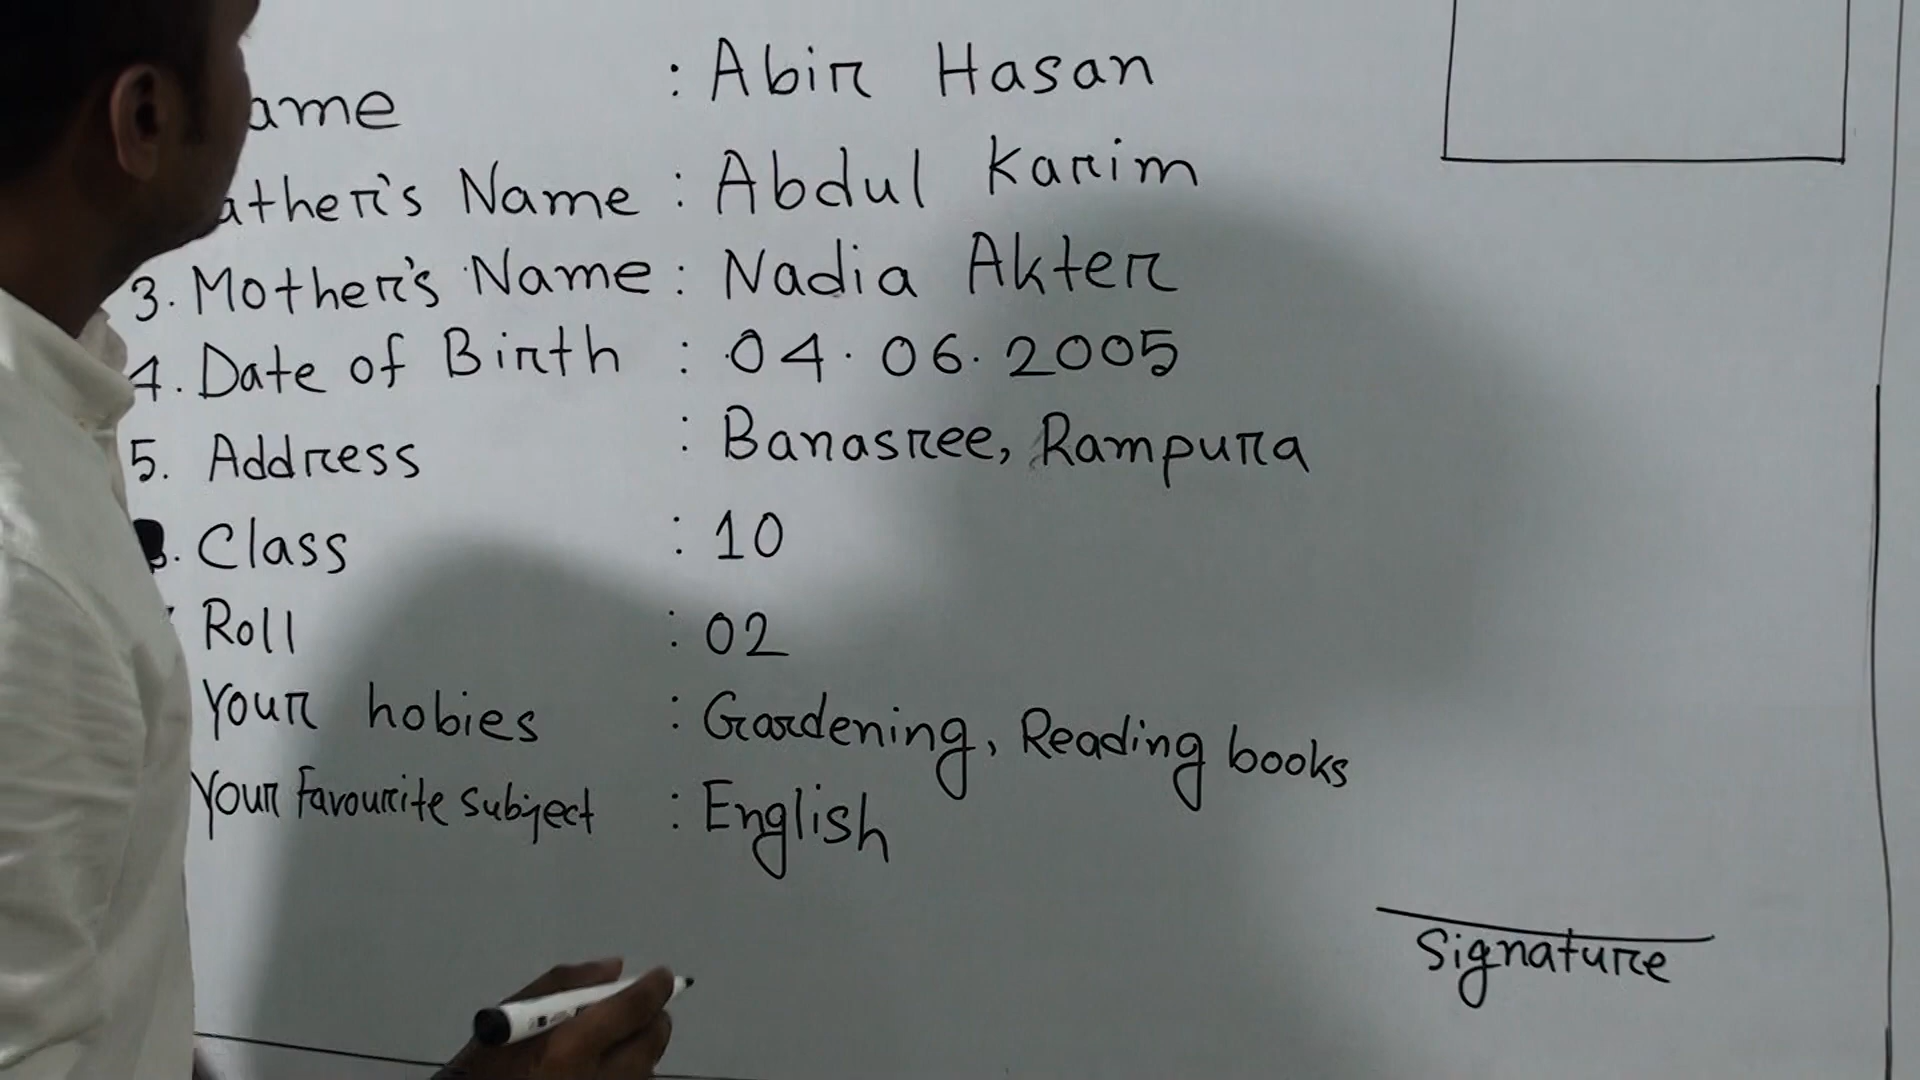 ame : Abir Hasan
ather's Name : Abdul Karim
3. Mother's Name : Nadia Akter
4. Date of Birth : 04.06.2005
5. Address : Banasree, Rampura
. Class : 10
Roll : 02
Your hobies : Gardening, Reading books
Your Favourite Subject : English
Signature